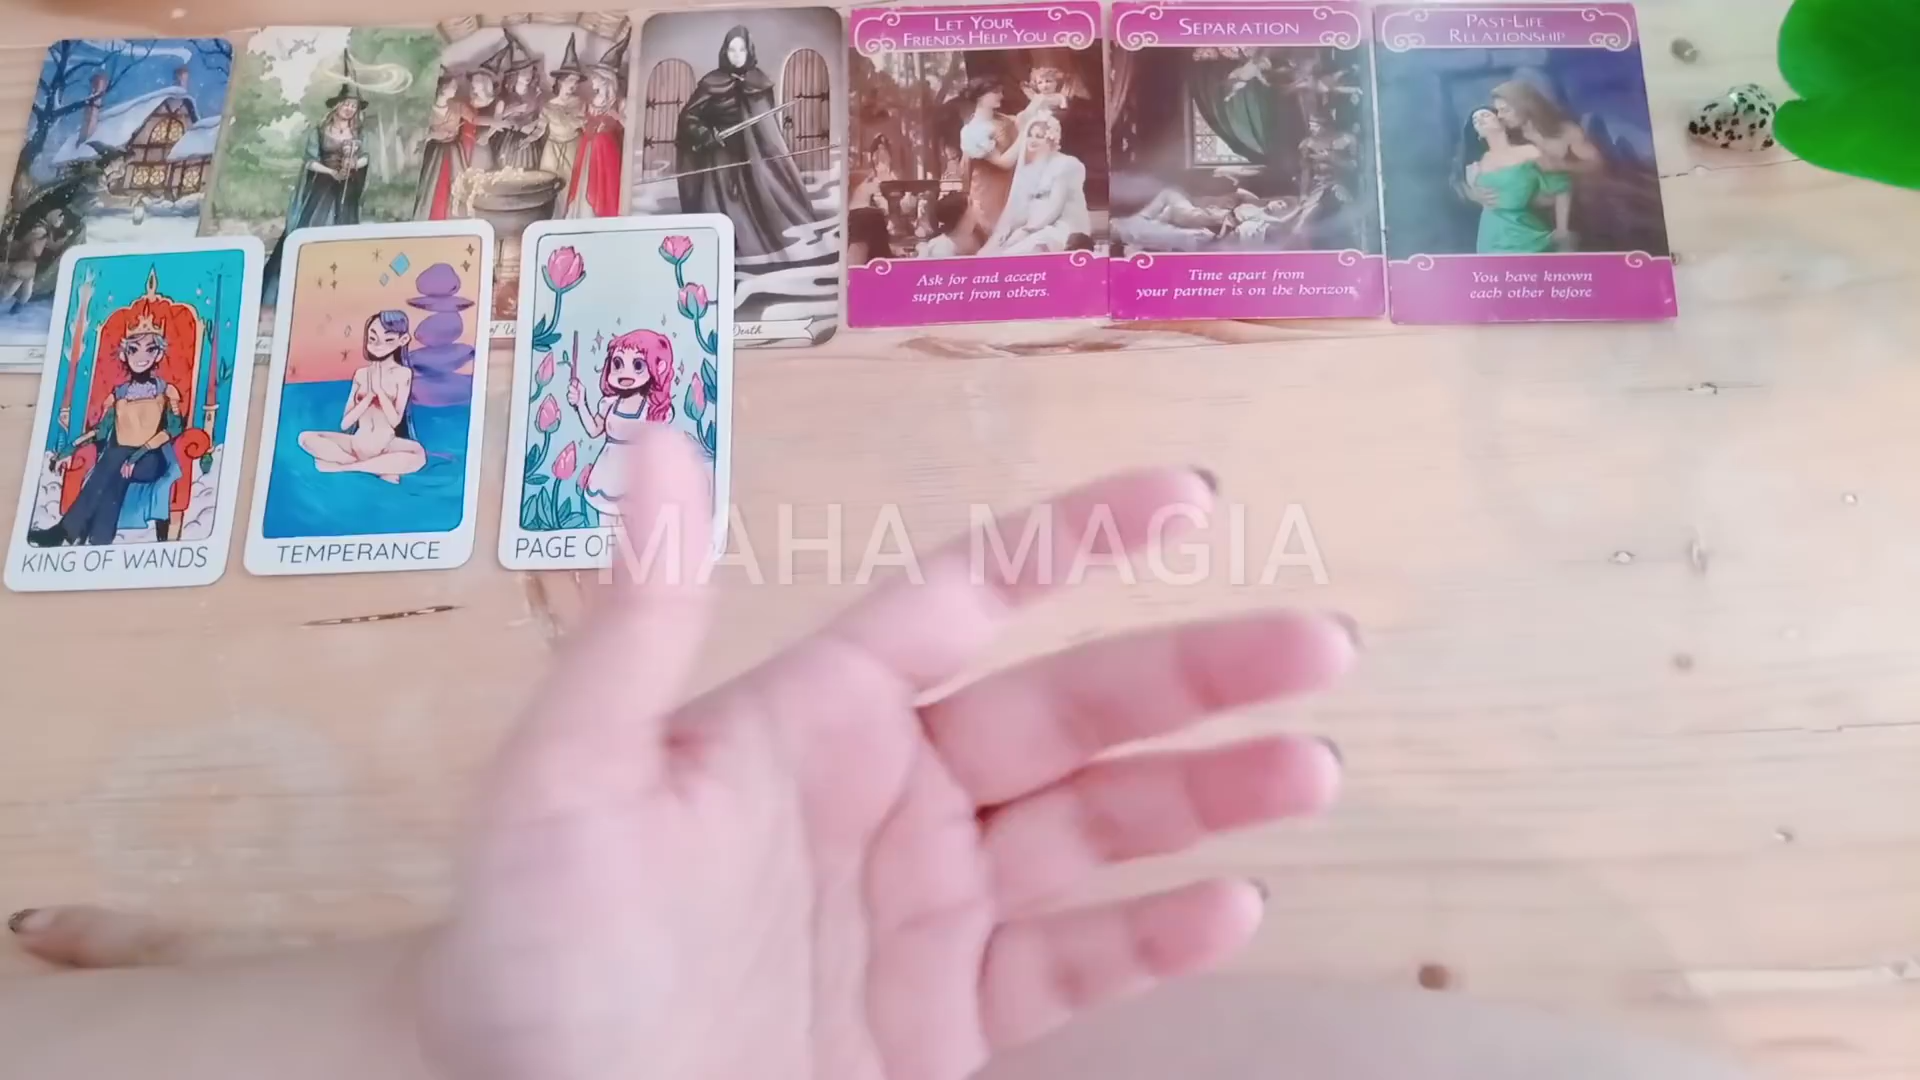 LET YOUR
FRIENDS HELP YOU
SEPARATION
PAST-LIFE
RELATIONSHIP
Ask for and accept
support from others.
Time apart from
your partner is on the horizon.
You have known
each other before.
Death
KING OF WANDS
TEMPERANCE
PAGE OF
MAHA MAGIA